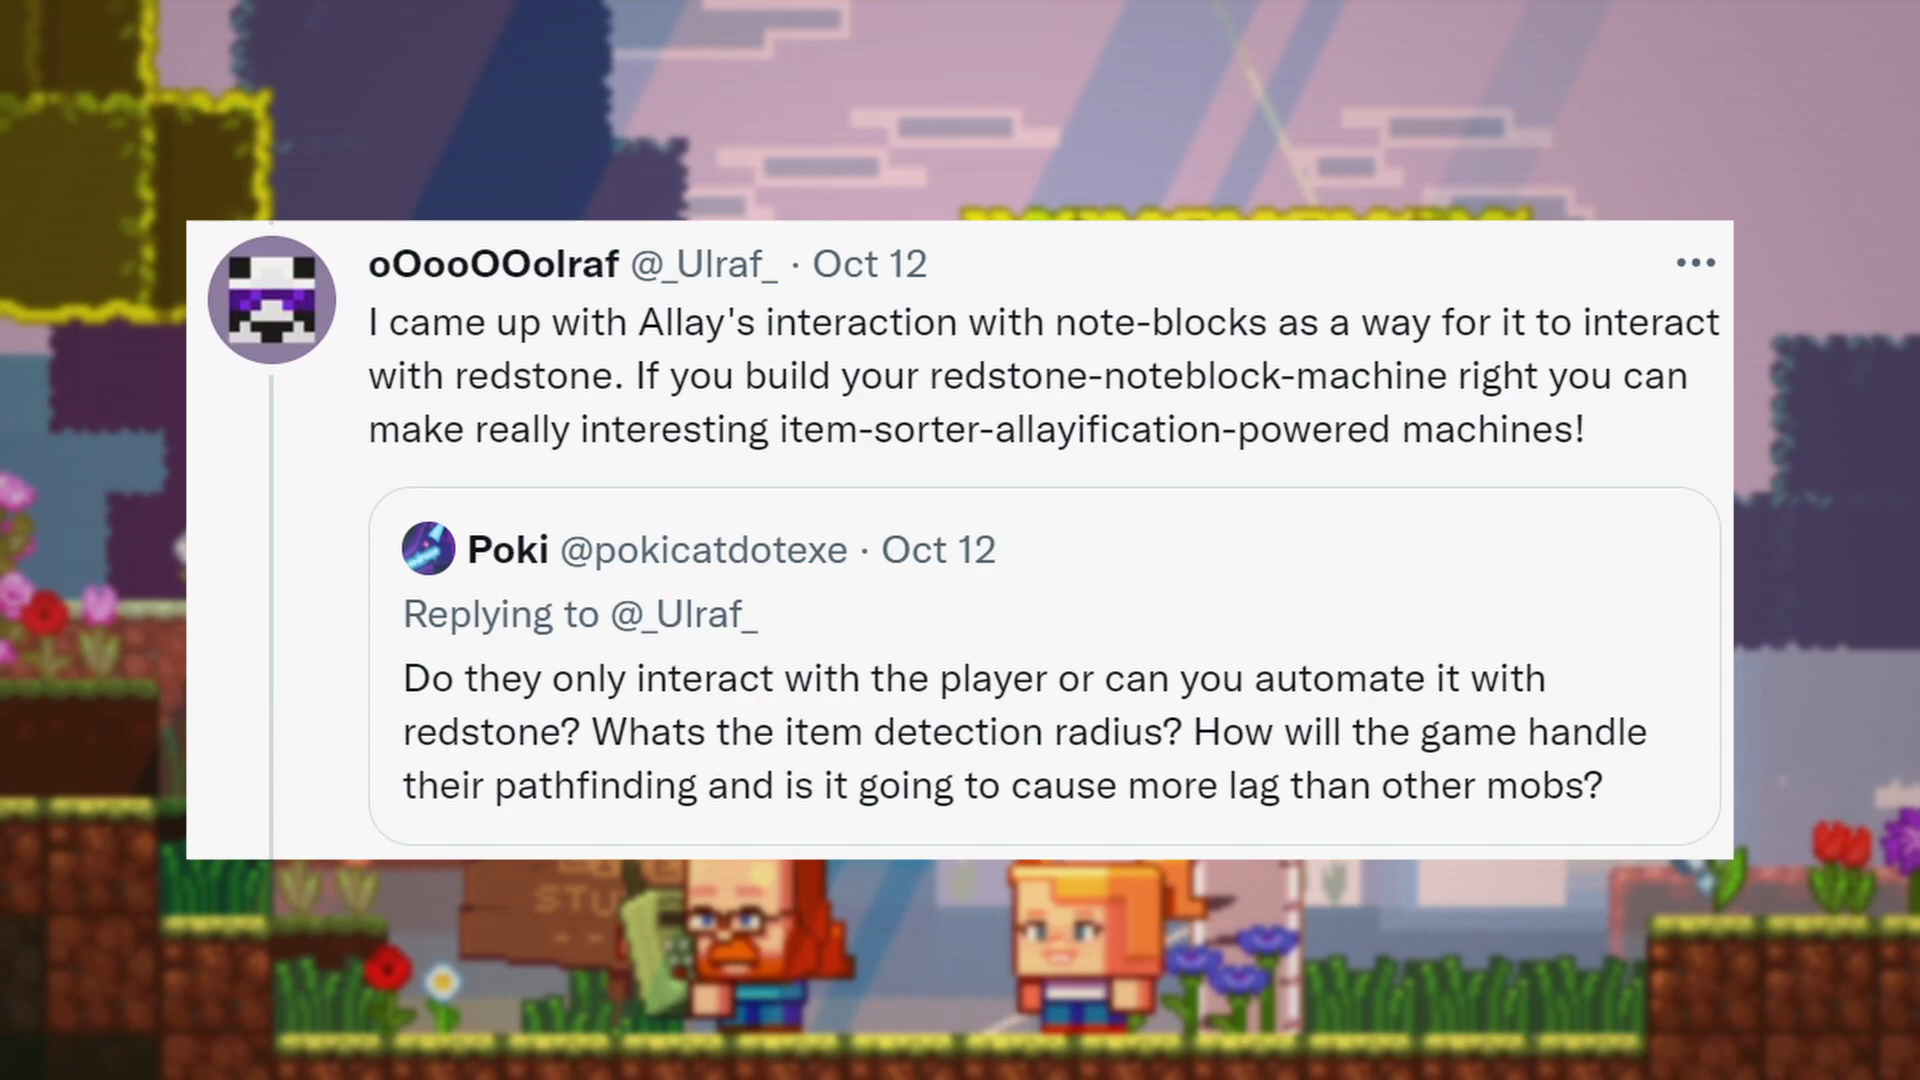 oOooOOolraf @_Ulraf_ · Oct 12
I came up with Allay's interaction with note-blocks as a way for it to interact
with redstone. If you build your redstone-noteblock-machine right you can
make really interesting item-sorter-allayification-powered machines!
Poki @pokicatdotexe · Oct 12
Replying to @_Ulraf_
Do they only interact with the player or can you automate it with
redstone? Whats the item detection radius? How will the game handle
their pathfinding and is it going to cause more lag than other mobs?
STU